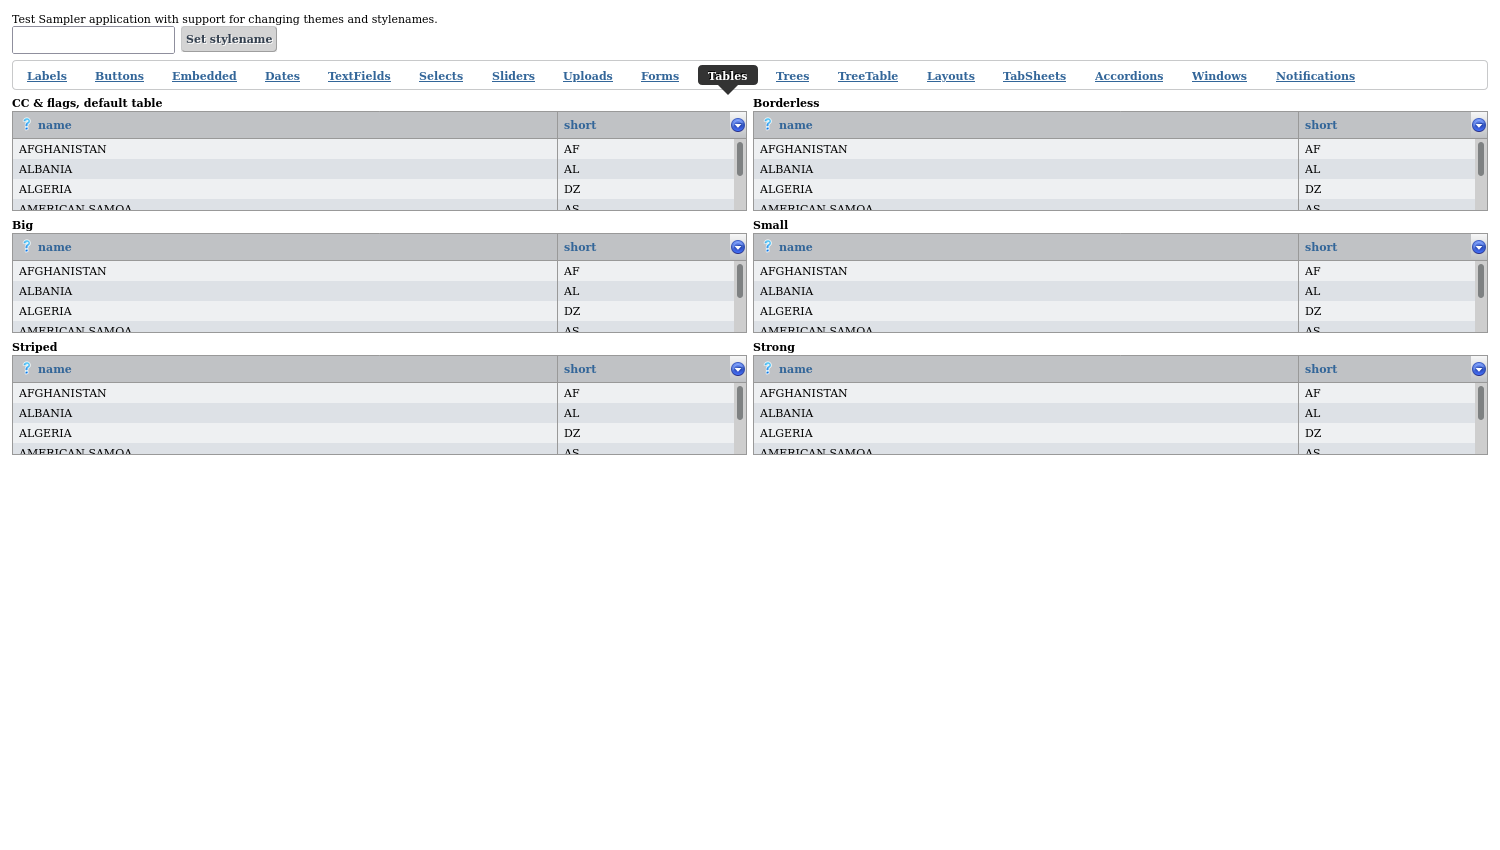 Test Sampler application with support for changing themes and stylenames.
Set stylename
Labels Buttons Embedded Dates TextFields Selects Sliders Uploads Forms Tables Trees TreeTable Layouts TabSheets Accordions Windows Notifications
CC & flags, default table Borderless
? name short ? name short
AFGHANISTAN AF AFGHANISTAN AF
ALBANIA AL ALBANIA AL
ALGERIA DZ ALGERIA DZ
AMERICAN SAMOA AS AMERICAN SAMOA AS
Big Small
? name short ? name short
AFGHANISTAN AF AFGHANISTAN AF
ALBANIA AL ALBANIA AL
ALGERIA DZ ALGERIA DZ
AMERICAN SAMOA AS AMERICAN SAMOA AS
Striped Strong
? name short ? name short
AFGHANISTAN AF AFGHANISTAN AF
ALBANIA AL ALBANIA AL
ALGERIA DZ ALGERIA DZ
AMERICAN SAMOA AS AMERICAN SAMOA AS